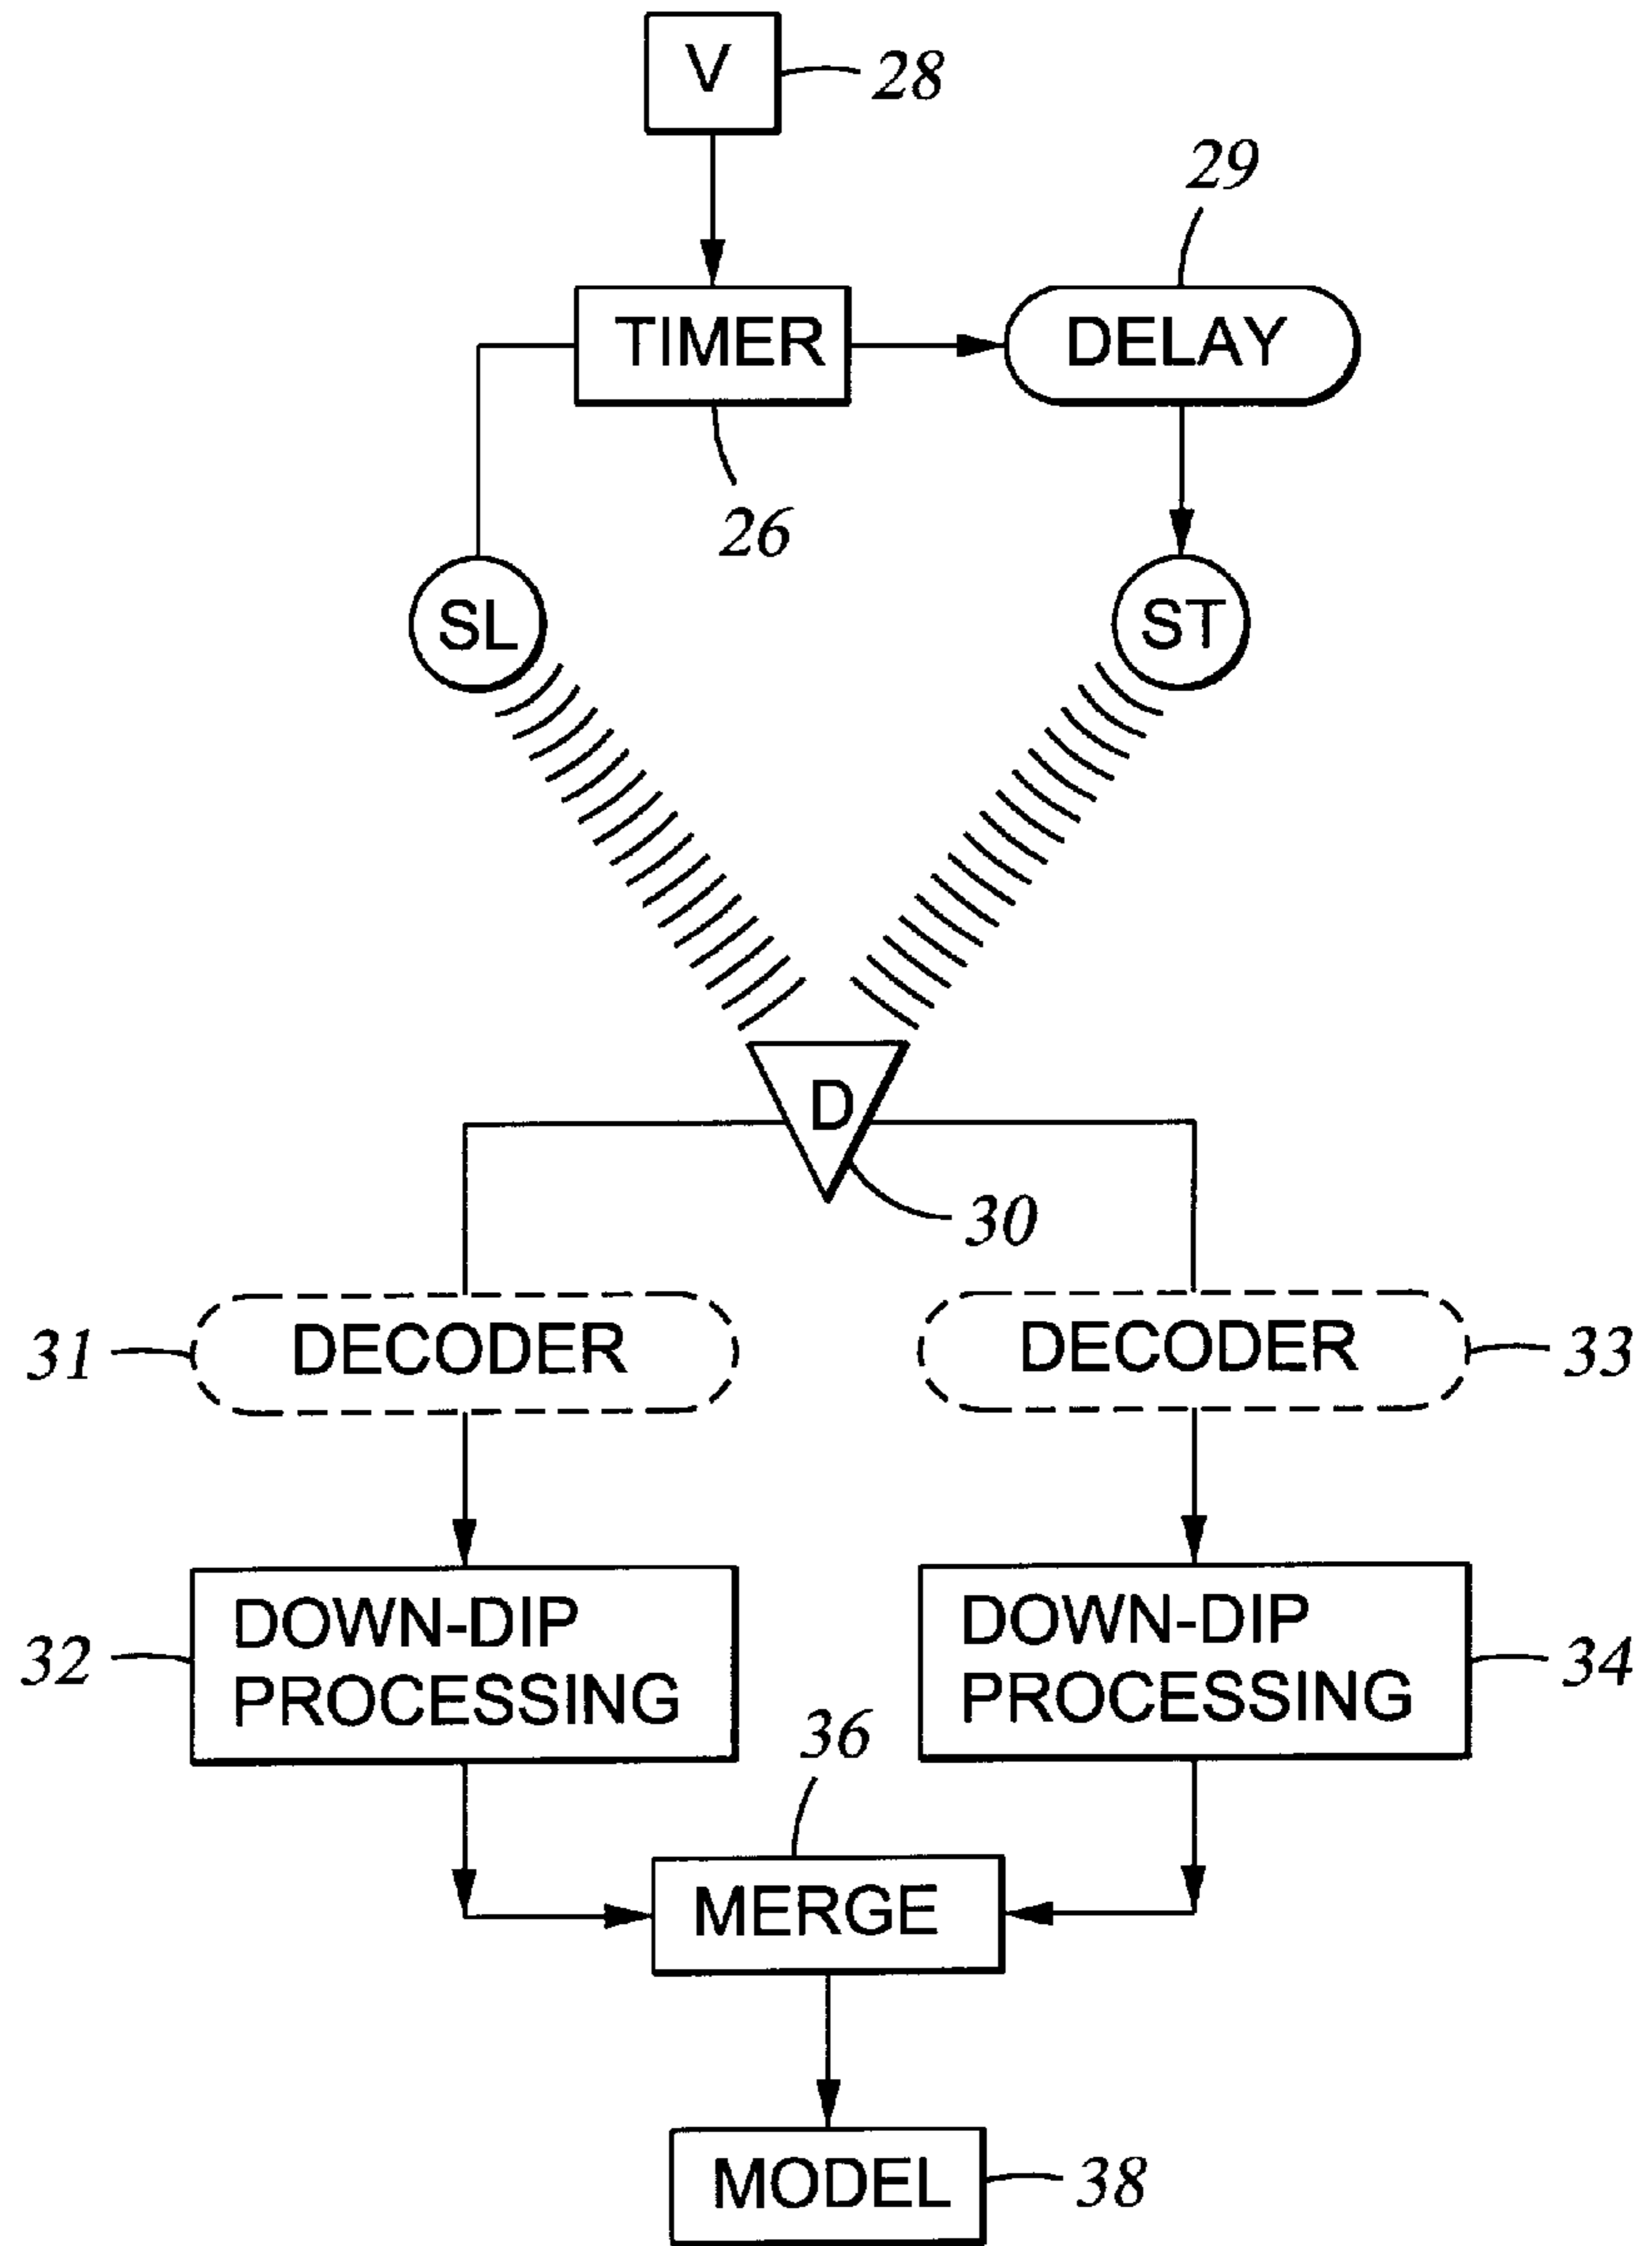 V
28
29
TIMER
DELAY
26
SL
ST
D
30
31
DECODER
DECODER
33
DOWN-DIP
PROCESSING
32
DOWN-DIP
PROCESSING
34
36
MERGE
MODEL
38